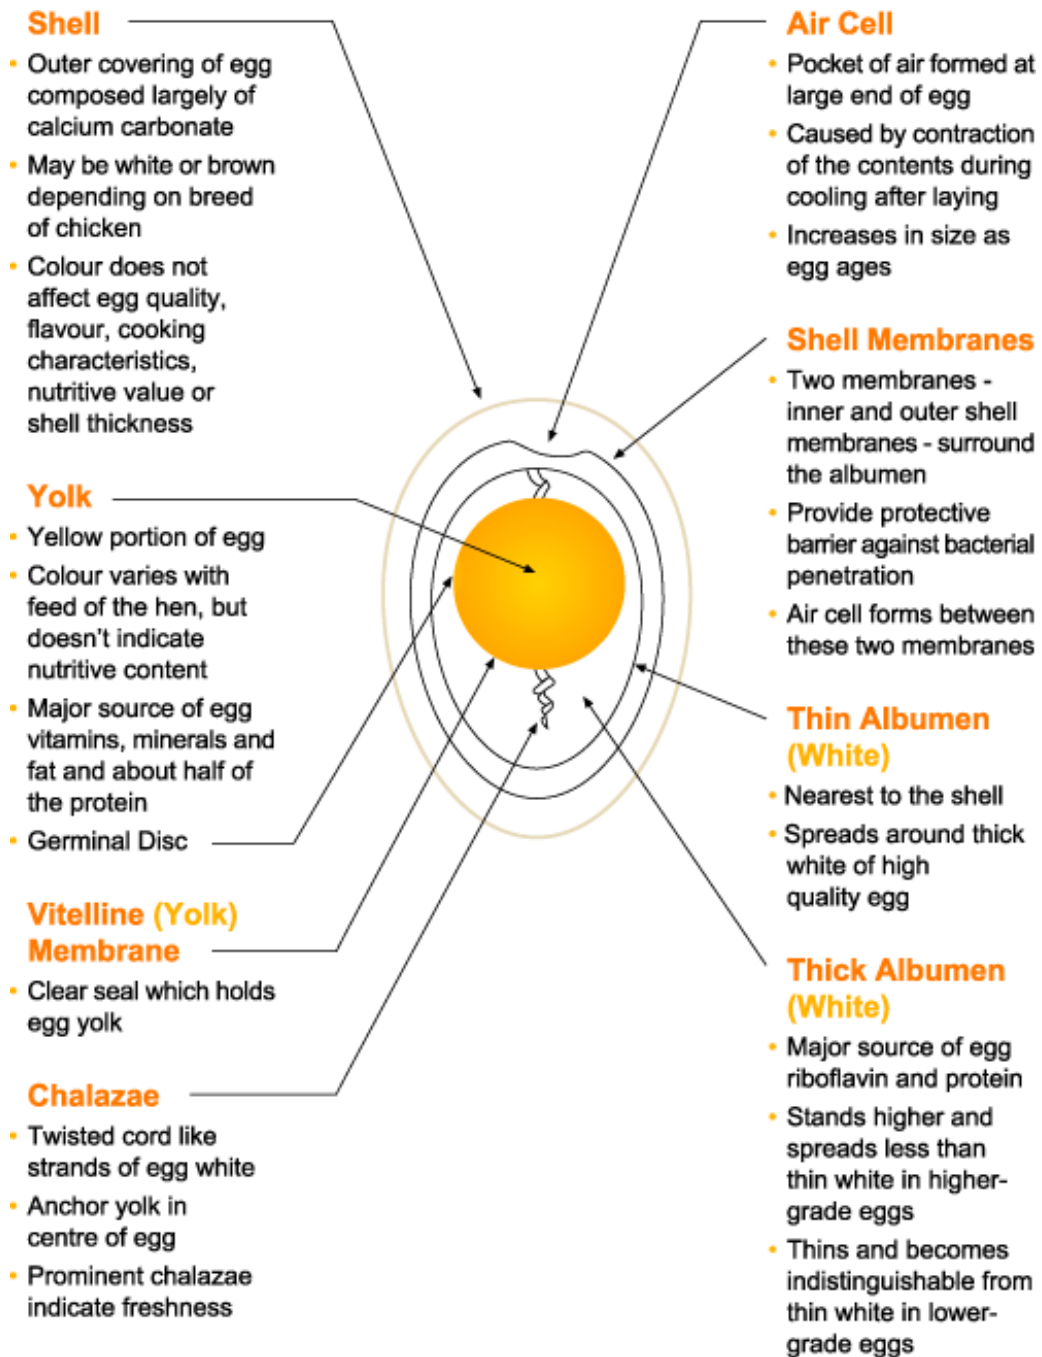 Shell
• Outer covering of egg
composed largely of
calcium carbonate
• May be white or brown
depending on breed
of chicken
• Colour does not
affect egg quality,
flavour, cooking
characteristics,
nutritive value or
shell thickness
Yolk
• Yellow portion of egg
• Colour varies with
feed of the hen, but
doesn't indicate
nutritive content
• Major source of egg
vitamins, minerals and
fat and about half of
the protein
• Germinal Disc
Vitelline (Yolk)
Membrane
• Clear seal which holds
egg yolk
Chalazae
• Twisted cord like
strands of egg white
• Anchor yolk in
centre of egg
• Prominent chalazae
indicate freshness
Air Cell
• Pocket of air formed at
large end of egg
• Caused by contraction
of the contents during
cooling after laying
• Increases in size as
egg ages
Shell Membranes
• Two membranes -
inner and outer shell
membranes - surround
the albumen
• Provide protective
barrier against bacterial
penetration
• Air cell forms between
these two membranes
Thin Albumen
(White)
• Nearest to the shell
• Spreads around thick
white of high
quality egg
Thick Albumen
(White)
• Major source of egg
riboflavin and protein
• Stands higher and
spreads less than
thin white in higher-
grade eggs
• Thins and becomes
indistinguishable from
thin white in lower-
grade eggs